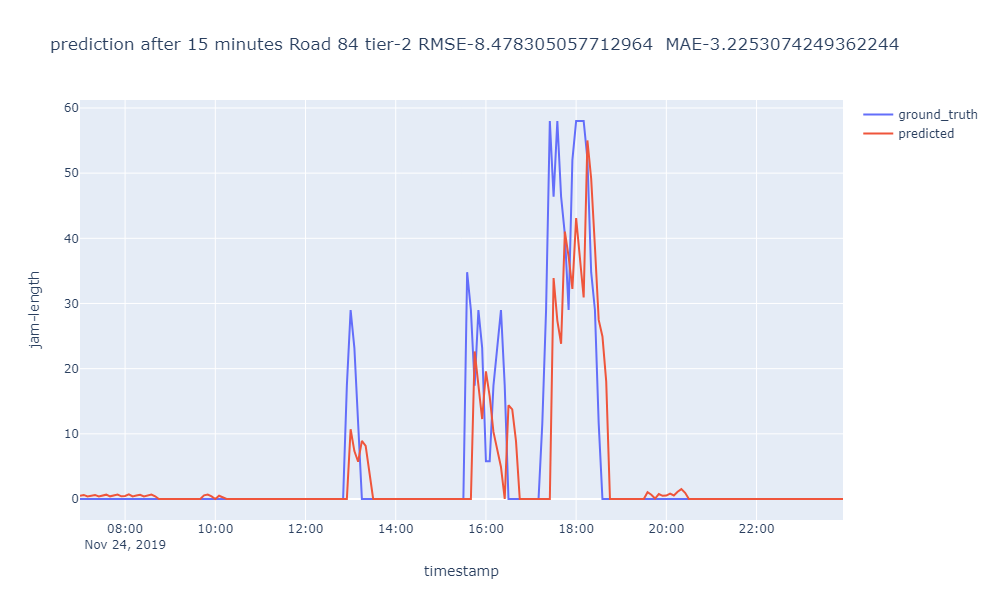 prediction after 15 minutes Road 84 tier-2 RMSE-8.478305057712964  MAE-3.2253074249362244
ground_truth
predicted
60
50
40
30
20
10
0
jam-length
08:00 10:00 12:00 14:00 16:00 18:00 20:00 22:00
Nov 24, 2019
timestamp